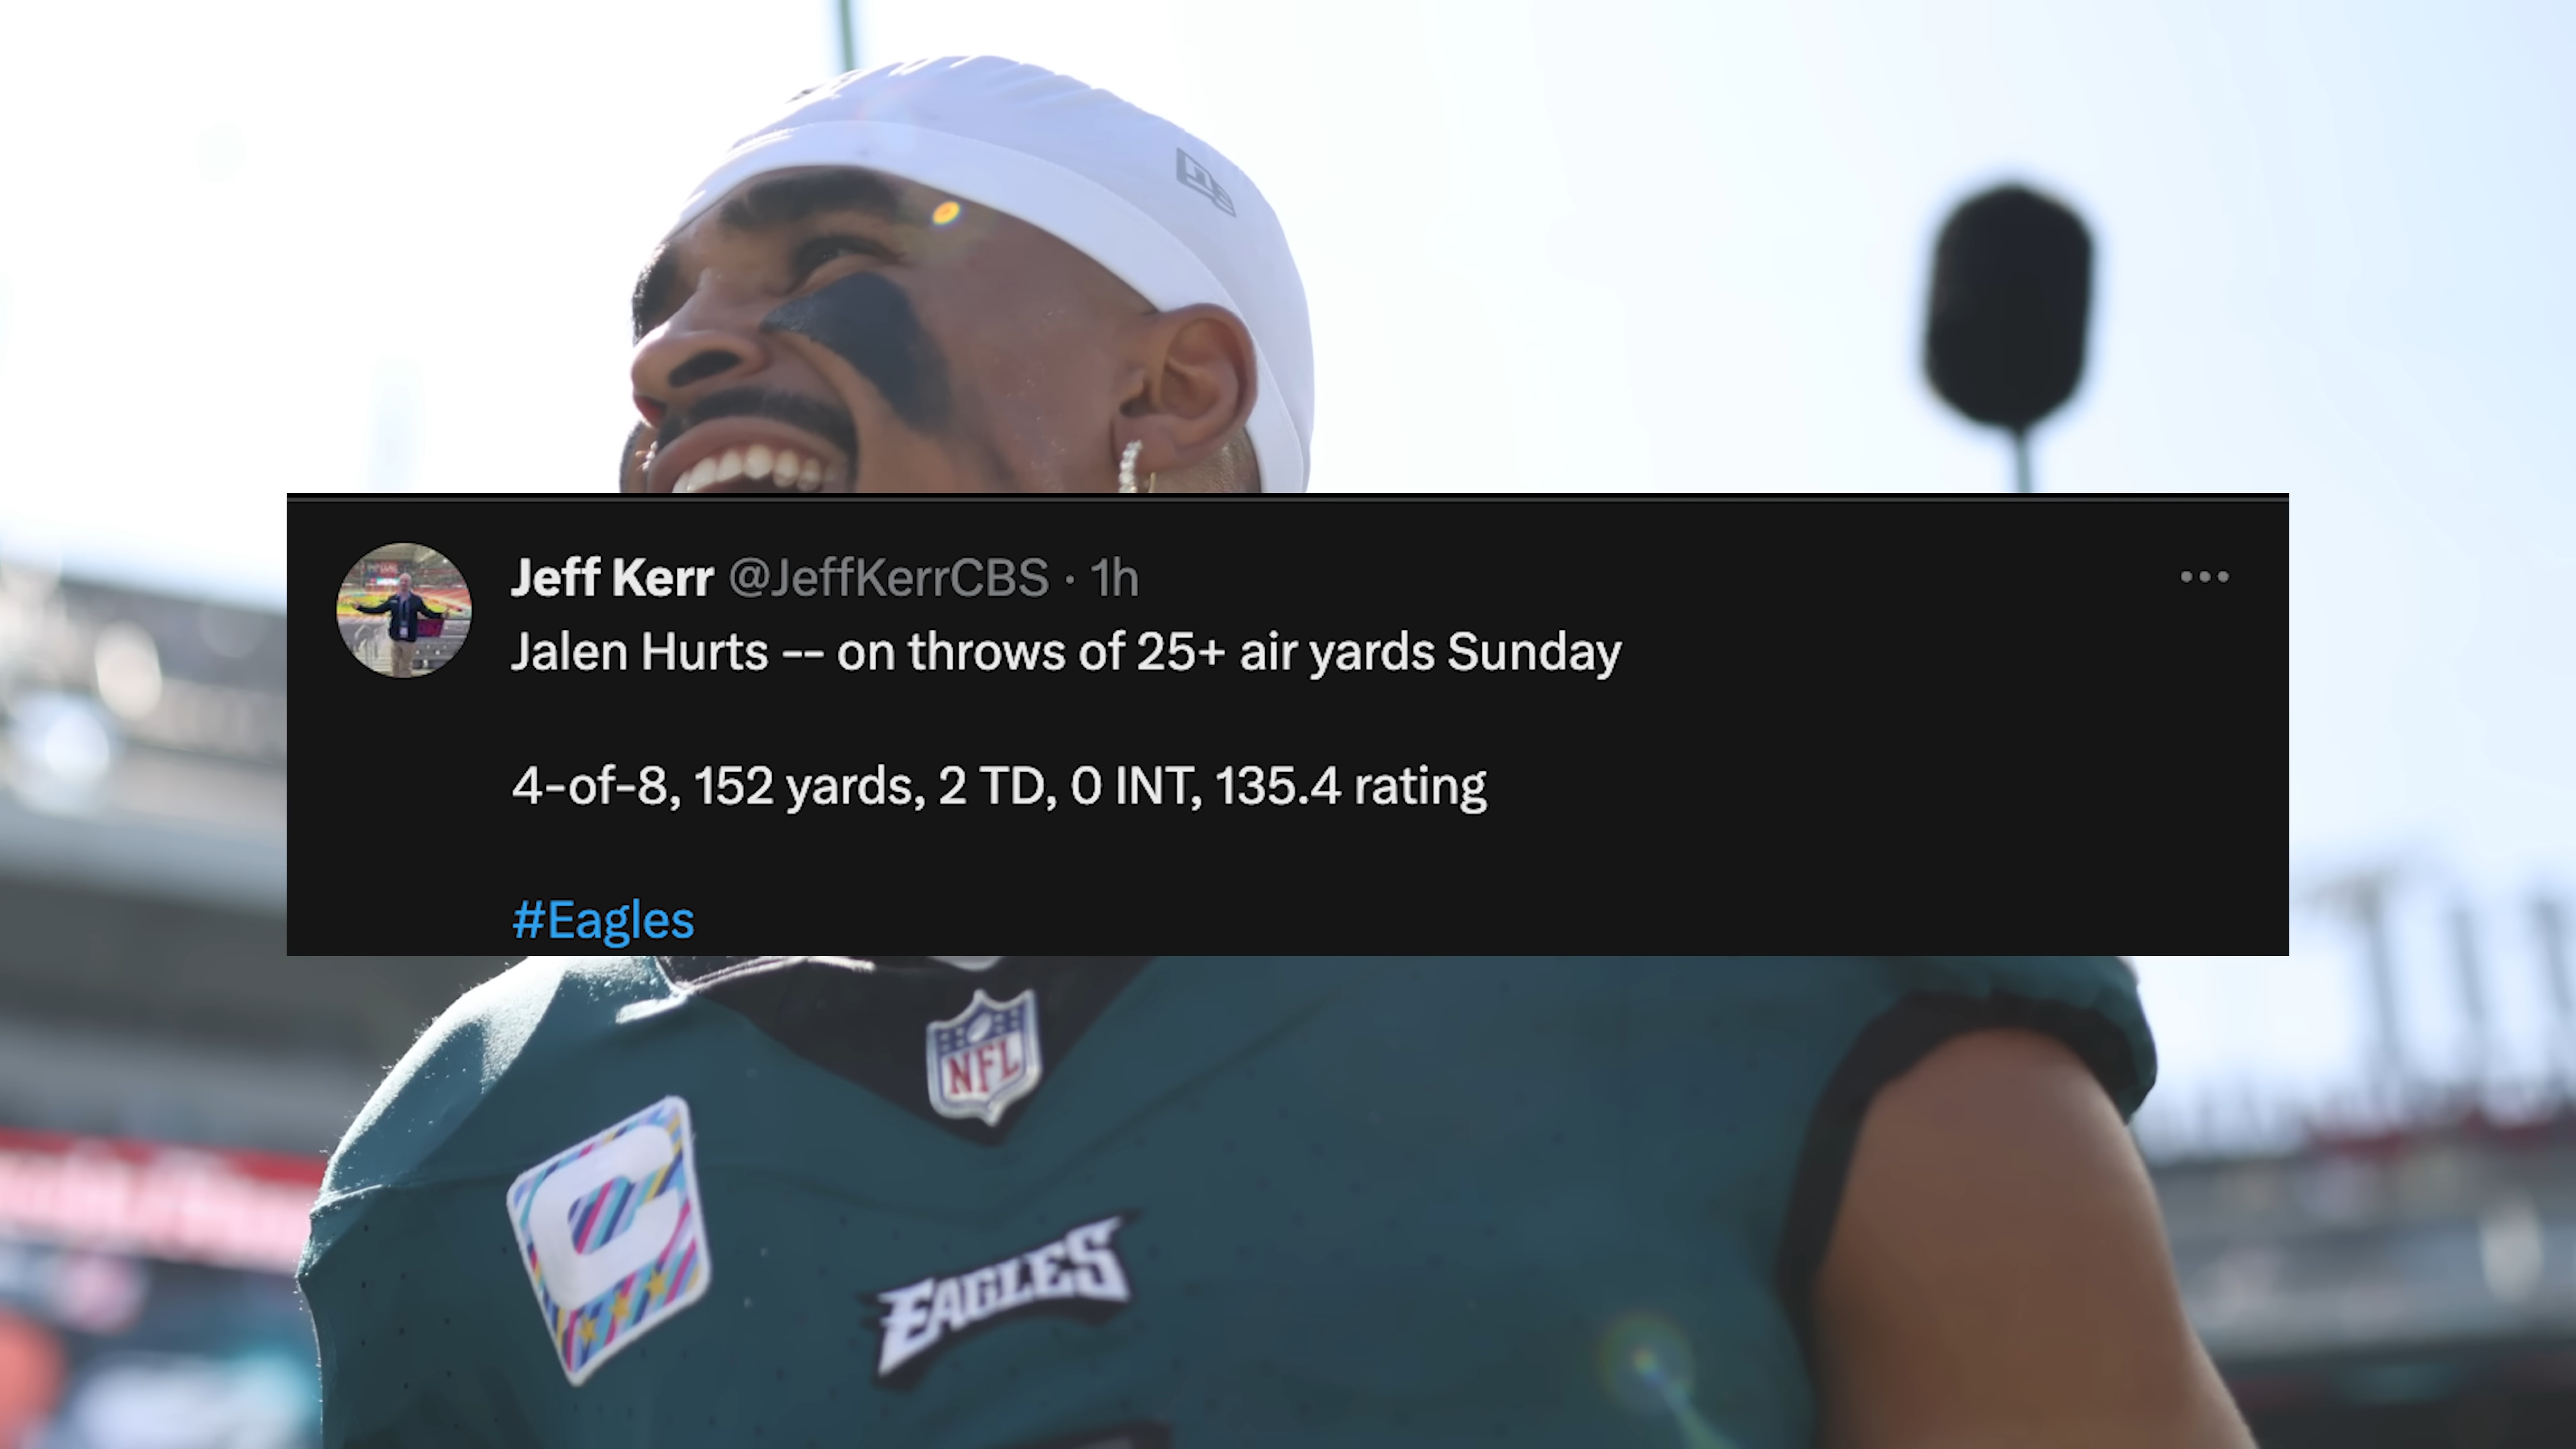 Jeff Kerr @JeffKerrCBS · 1h
Jalen Hurts -- on throws of 25+ air yards Sunday
4-of-8, 152 yards, 2 TD, 0 INT, 135.4 rating
#Eagles
NFL
C
EAGLES